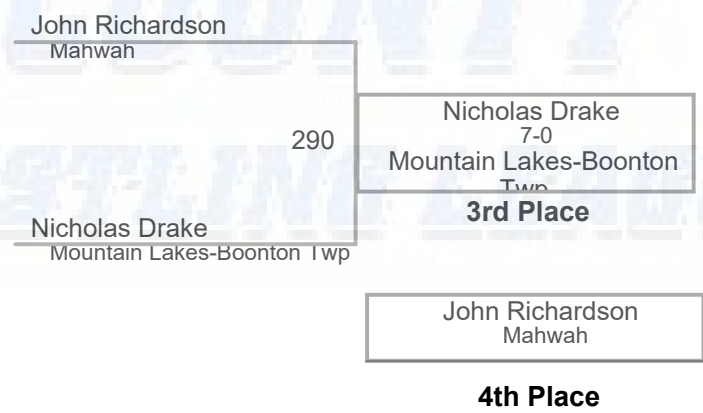 John Richardson
Mahwah
290
Nicholas Drake
7-0
Mountain Lakes-Boonton
Twp
3rd Place
Nicholas Drake
Mountain Lakes-Boonton Twp
John Richardson
Mahwah
4th Place